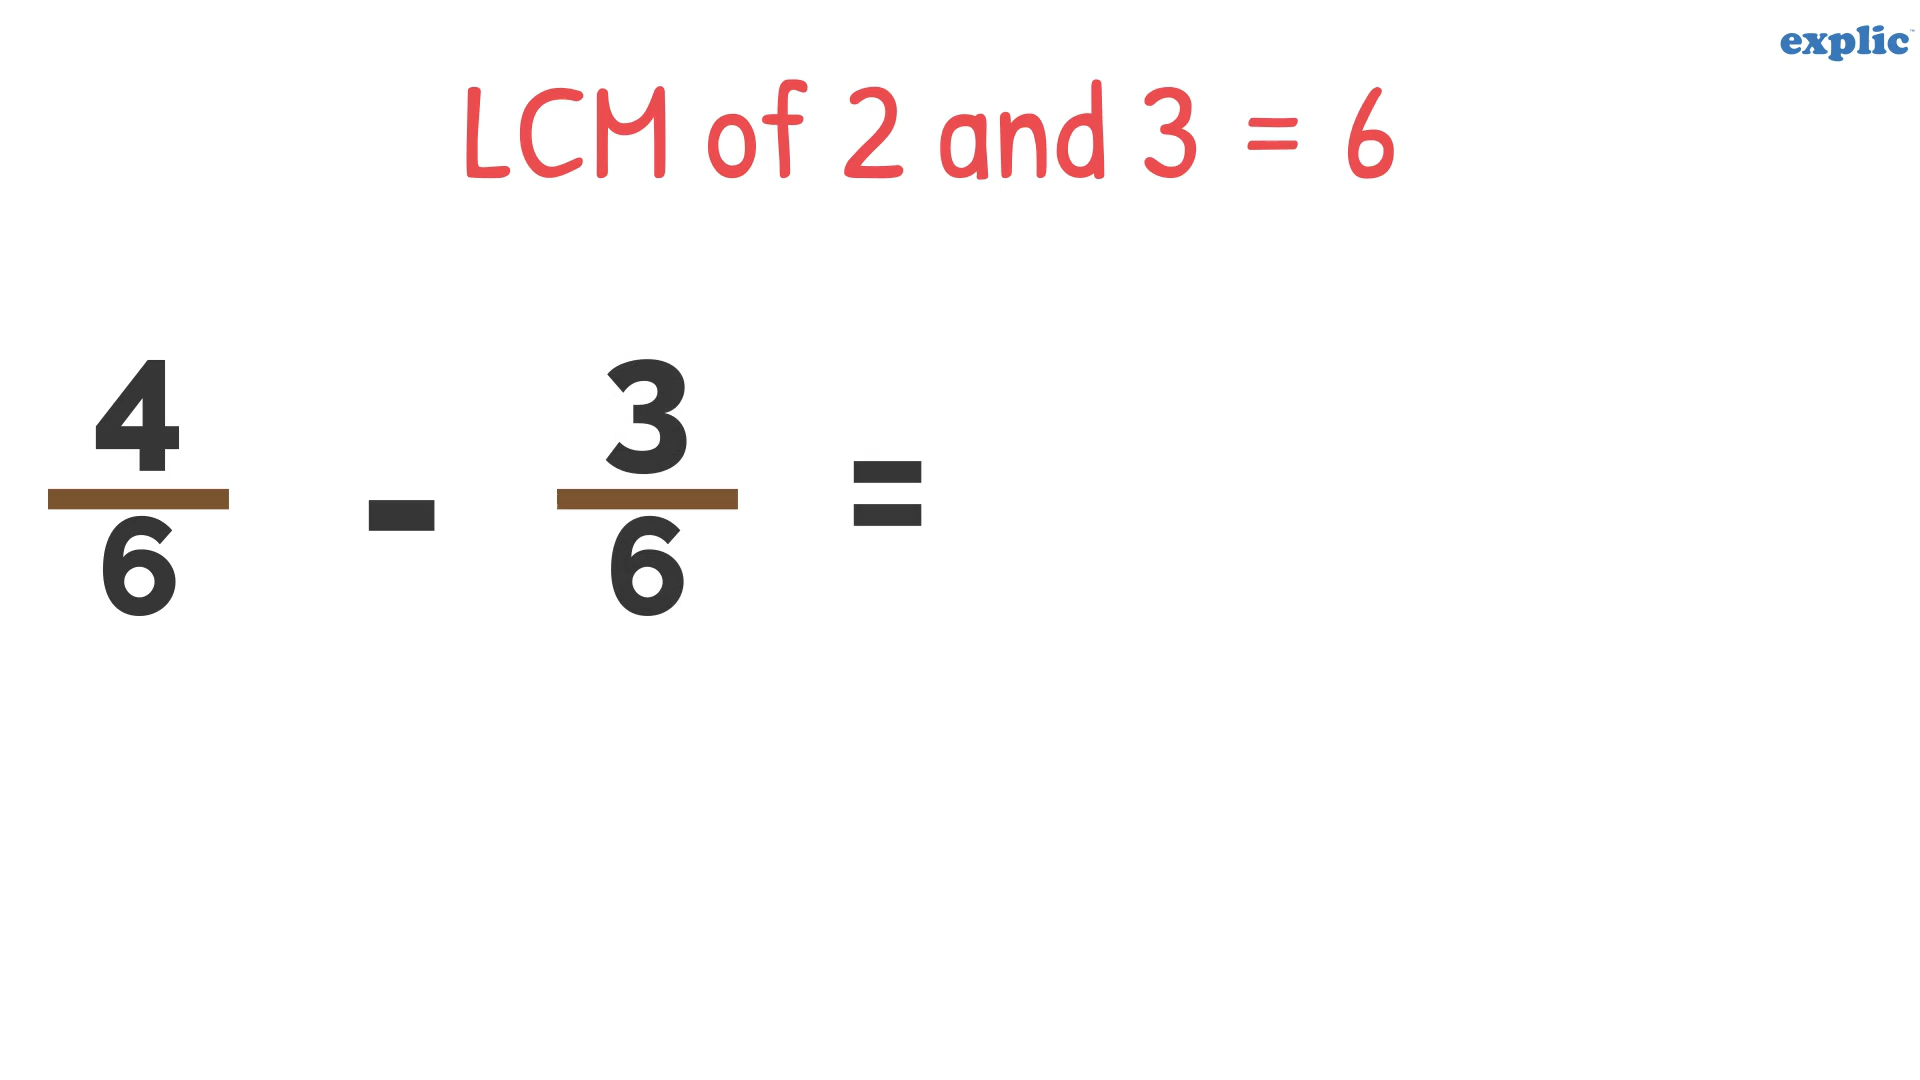 explic
LCM of 2 and 3 = 6
4/6 - 3/6 =